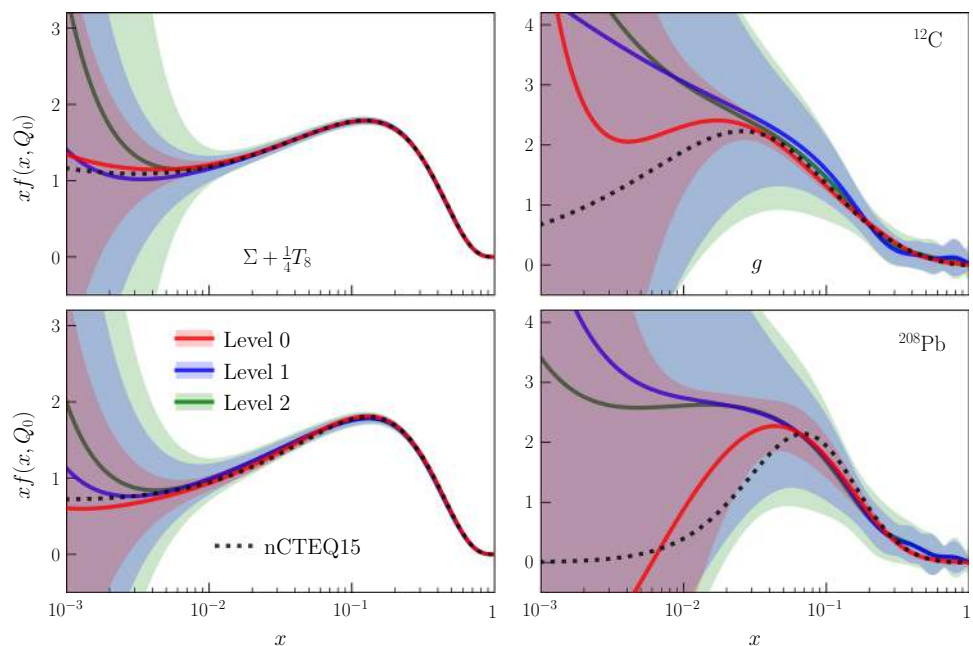 3
2
1
0
xf(x, Q₀)
Σ + ¼T₈
4
3
2
1
0
¹²C
g
3
2
1
0
xf(x, Q₀)
Level 0
Level 1
Level 2
nCTEQ15
10⁻³
10⁻²
10⁻¹
1
x
4
3
2
1
0
²⁰⁸Pb
10⁻³
10⁻²
10⁻¹
1
x